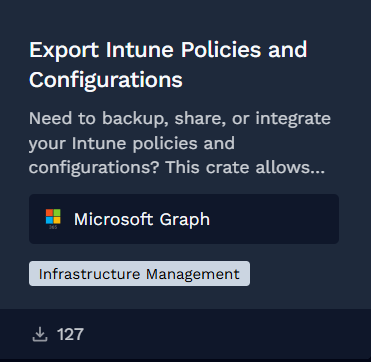 Export Intune Policies and
Configurations
Need to backup, share, or integrate
your Intune policies and
configurations? This crate allows...
Microsoft Graph
Infrastructure Management
127